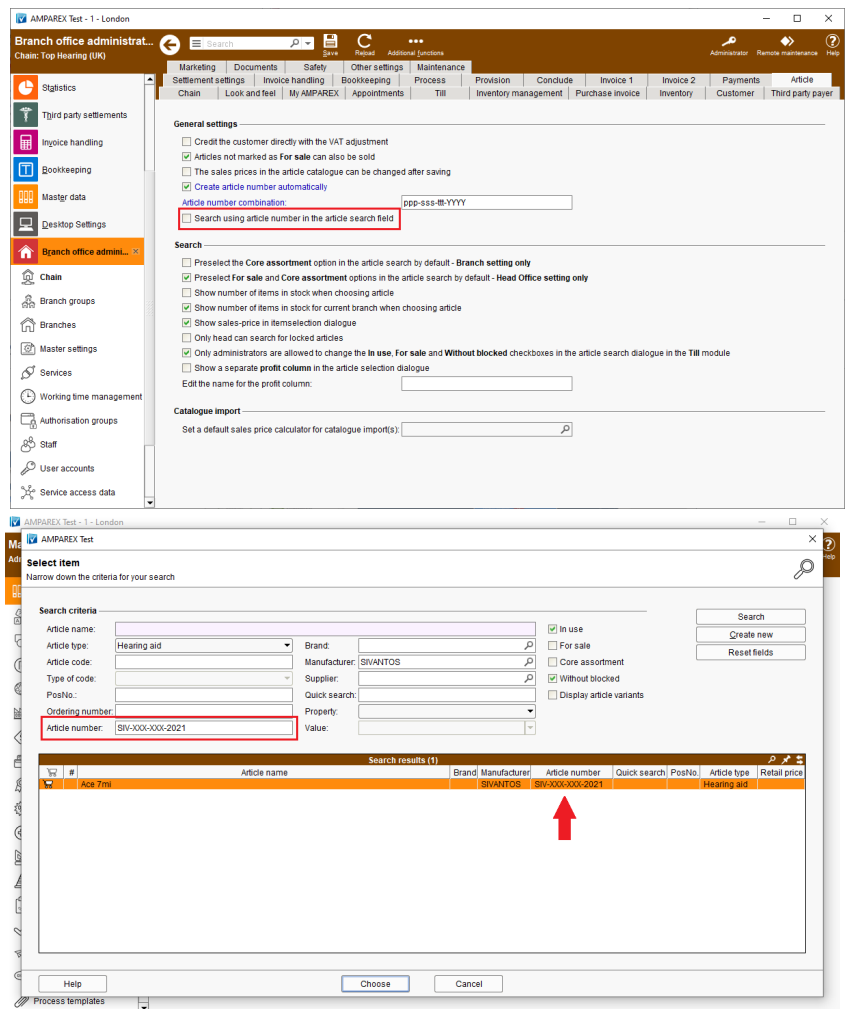 AMPAREX Test - 1 - London
Branch office administrat...
Chain: Top Hearing (UK)
Search
Save
Reload
Additional functions
Administrator
Remote maintenance
Help
Marketing Documents Safety Other settings Maintenance
Settlement settings Invoice handling Bookkeeping Process Provision Conclude Invoice 1 Invoice 2 Payments Article
Chain Look and feel My AMPAREX Appointments Till Inventory management Purchase invoice Inventory Customer Third party payer
Statistics
Third party settlements
Invoice handling
Bookkeeping
Master data
Desktop Settings
Branch office admini... ×
Chain
Branch groups
Branches
Master settings
Services
Working time management
Authorisation groups
Staff
User accounts
Service access data
General settings
Credit the customer directly with the VAT adjustment
Articles not marked as For sale can also be sold
The sales prices in the article catalogue can be changed after saving
Create article number automatically
Article number combination: ppp-sss-ttt-YYYY
Search using article number in the article search field
Search
Preselect the Core assortment option in the article search by default - Branch setting only
Preselect For sale and Core assortment options in the article search by default - Head Office setting only
Show number of items in stock when choosing article
Show number of items in stock for current branch when choosing article
Show sales-price in itemselection dialogue
Only head can search for locked articles
Only administrators are allowed to change the In use, For sale and Without blocked checkboxes in the article search dialogue in the Till module
Show a separate profit column in the article selection dialogue
Edit the name for the profit column:
Catalogue import
Set a default sales price calculator for catalogue import(s):
AMPAREX Test - 1 - London
AMPAREX Test
Select item
Narrow down the criteria for your search
Search criteria
Article name:
Article type: Hearing aid
Article code:
Type of code:
PosNo.:
Ordering number:
Article number: SIV-XXX-XXX-2021
Brand:
Manufacturer: SIVANTOS
Supplier:
Quick search:
Property:
Value:
In use
For sale
Core assortment
Without blocked
Display article variants
Search
Create new
Reset fields
Search results (1)
# Article name Brand Manufacturer Article number Quick search PosNo. Article type Retail price
Ace 7mi SIVANTOS SIV-XXX-XXX-2021 Hearing aid
Help Choose Cancel
Process templates